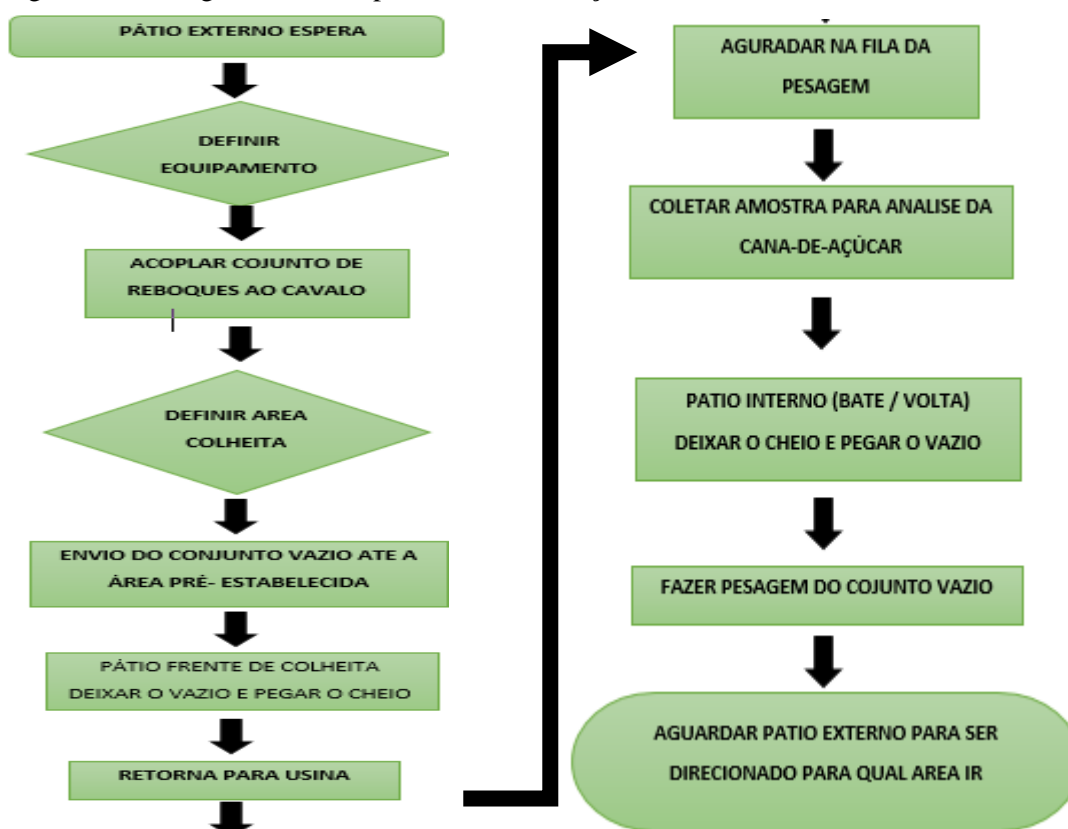 PÁTIO EXTERNO ESPERA
DEFINIR
EQUIPAMENTO
ACOPLAR COJUNTO DE
REBOQUES AO CAVALO
DEFINIR AREA
COLHEITA
ENVIO DO CONJUNTO VAZIO ATE A
ÁREA PRÉ- ESTABELECIDA
PÁTIO FRENTE DE COLHEITA
DEIXAR O VAZIO E PEGAR O CHEIO
RETORNA PARA USINA
AGURADAR NA FILA DA
PESAGEM
COLETAR AMOSTRA PARA ANALISE DA
CANA-DE-AÇÚCAR
PATIO INTERNO (BATE / VOLTA)
DEIXAR O CHEIO E PEGAR O VAZIO
FAZER PESAGEM DO COJUNTO VAZIO
AGUARDAR PATIO EXTERNO PARA SER
DIRECIONADO PARA QUAL AREA IR